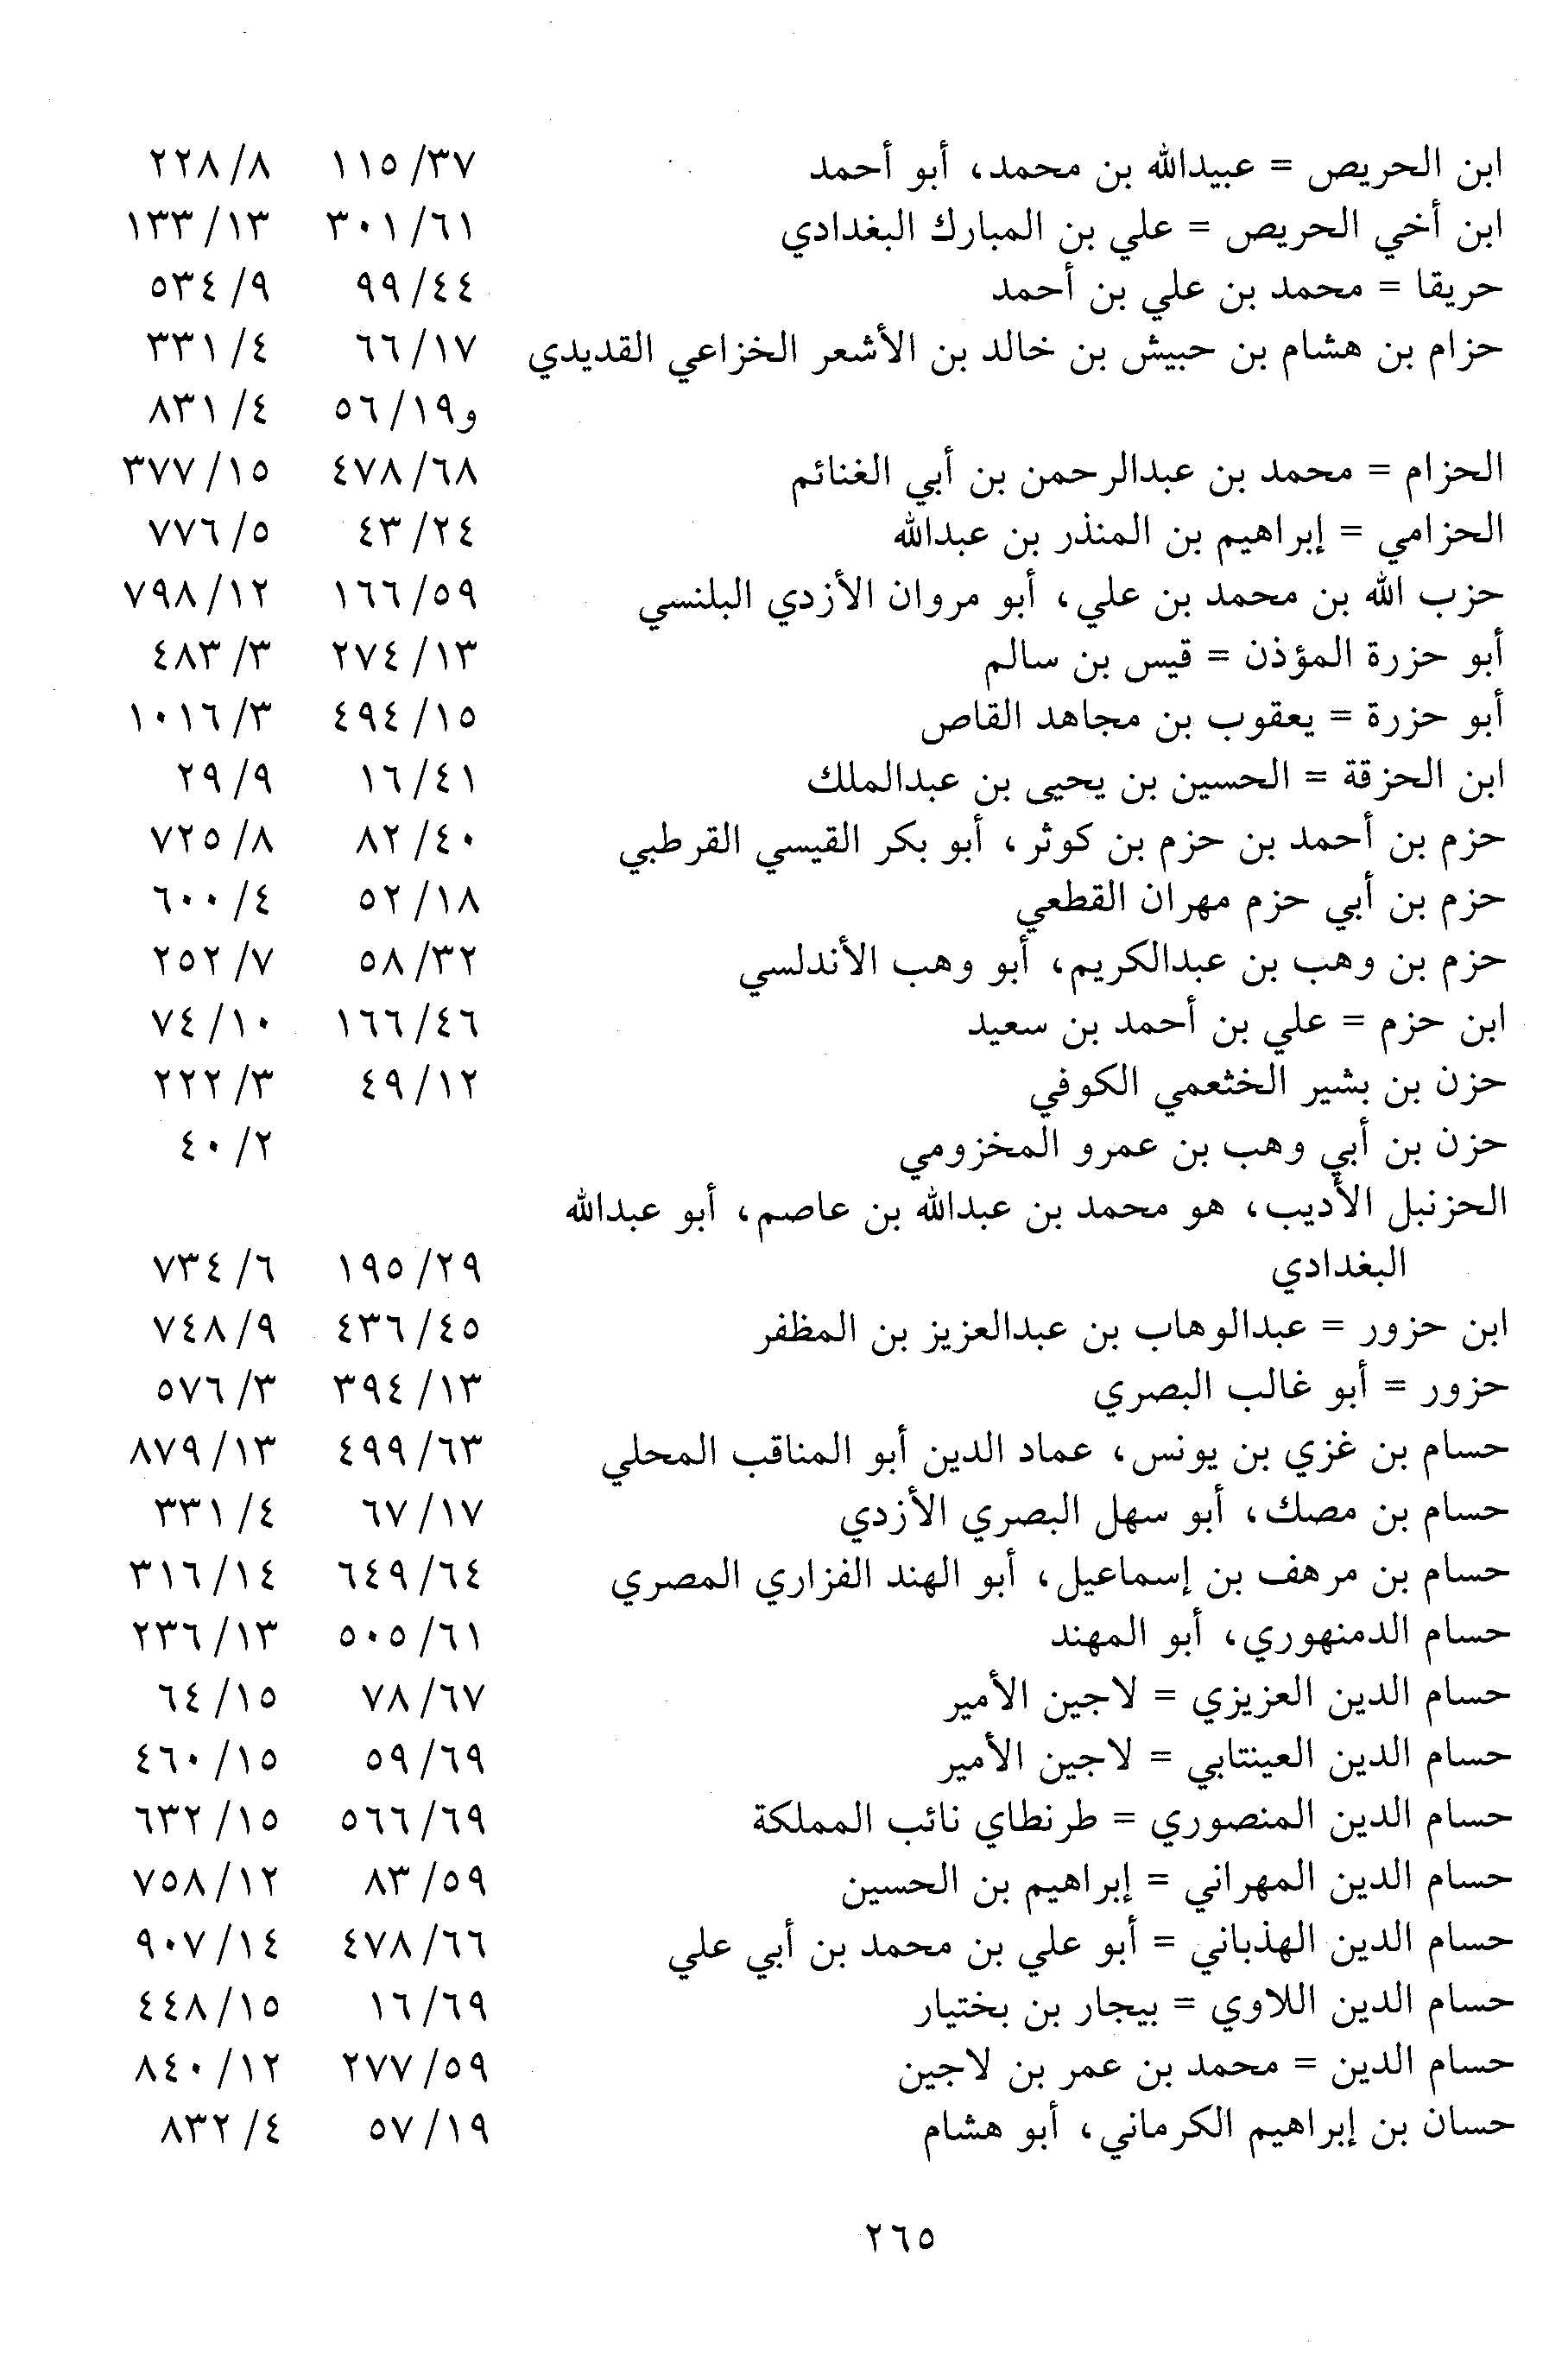 ابن الحريص = عبيدالله بن محمد، أبو أحمد ٣٧/ ١١٥ ٨/ ٢٢٨
ابن أخي الحريص = علي بن المبارك البغدادي ٦١/ ٣٠١ ١٣/ ١٣٣
حريقا = محمد بن علي بن أحمد ٤٤/ ٩٩ ٩/ ٥٣٤
حزام بن هشام بن حبيش بن خالد بن الأشعر الخزاعي القديدي ١٧/ ٦٦ ٤/ ٣٣١
و١٩/ ٥٦ ٤/ ٨٣١
الحزام = محمد بن عبدالرحمن بن أبي الغنائم ٦٨/ ٤٧٨ ١٥/ ٣٧٧
الحزامي = إبراهيم بن المنذر بن عبدالله ٢٤/ ٤٣ ٥/ ٧٧٦
حزب الله بن محمد بن علي، أبو مروان الأزدي البلنسي ٥٩/ ١٦٦ ١٢/ ٧٩٨
أبو حزرة المؤذن = قيس بن سالم ١٣/ ٢٧٤ ٣/ ٤٨٣
أبو حزرة = يعقوب بن مجاهد القاص ١٥/ ٤٩٤ ٣/ ١٠١٦
ابن الحزقة = الحسين بن يحيى بن عبدالملك ٤١/ ١٦ ٩/ ٢٩
حزم بن أحمد بن حزم بن كوثر، أبو بكر القيسي القرطبي ٤٠/ ٨٢ ٨/ ٧٢٥
حزم بن أبي حزم مهران القطعي ١٨/ ٥٢ ٤/ ٦٠٠
حزم بن وهب بن عبدالكريم، أبو وهب الأندلسي ٣٢/ ٥٨ ٧/ ٢٥٢
ابن حزم = علي بن أحمد بن سعيد ٤٦/ ١٦٦ ١٠/ ٧٤
حزن بن بشير الخثعمي الكوفي ١٢/ ٤٩ ٣/ ٢٢٢
حزن بن أبي وهب بن عمرو المخزومي ٢/ ٤٠
الحزنبل الأديب، هو محمد بن عبدالله بن عاصم، أبو عبدالله
البغدادي ٢٩/ ١٩٥ ٦/ ٧٣٤
ابن حزور = عبدالوهاب بن عبدالعزيز بن المظفر ٤٥/ ٤٣٦ ٩/ ٧٤٨
حزور = أبو غالب البصري ١٣/ ٣٩٤ ٣/ ٥٧٦
حسام بن غزي بن يونس، عماد الدين أبو المناقب المحلي ٦٣/ ٤٩٩ ١٣/ ٨٧٩
حسام بن مصك، أبو سهل البصري الأزدي ١٧/ ٦٧ ٤/ ٣٣١
حسام بن مرهف بن إسماعيل، أبو الهند الفزاري المصري ٦٤/ ٦٤٩ ١٤/ ٣١٦
حسام الدمنهوري، أبو المهند ٦١/ ٥٠٥ ١٣/ ٢٣٦
حسام الدين العزيزي = لاجين الأمير ٦٧/ ٧٨ ١٥/ ٦٤
حسام الدين العينتابي = لاجين الأمير ٦٩/ ٥٩ ١٥/ ٤٦٠
حسام الدين المنصوري = طرنطاي نائب المملكة ٦٩/ ٥٦٦ ١٥/ ٦٣٢
حسام الدين المهراني = إبراهيم بن الحسين ٥٩/ ٨٣ ١٢/ ٧٥٨
حسام الدين الهذباني = أبو علي بن محمد بن أبي علي ٦٦/ ٤٧٨ ١٤/ ٩٠٧
حسام الدين اللاوي = بيجار بن بختيار ٦٩/ ١٦ ١٥/ ٤٤٨
حسام الدين = محمد بن عمر بن لاجين ٥٩/ ٢٧٧ ١٢/ ٨٤٠
حسان بن إبراهيم الكرماني، أبو هشام ١٩/ ٥٧ ٤/ ٨٣٢
٢٦٥